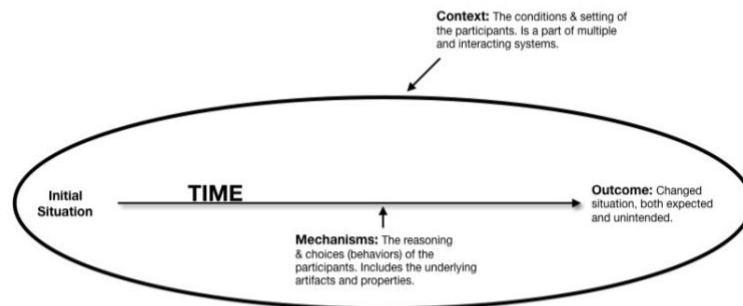 Context: The conditions & setting of
the participants. Is a part of multiple
and interacting systems.
Initial
Situation
TIME
Outcome: Changed
situation, both expected
and unintended.
Mechanisms: The reasoning
& choices (behaviors) of the
participants. Includes the underlying
artifacts and properties.